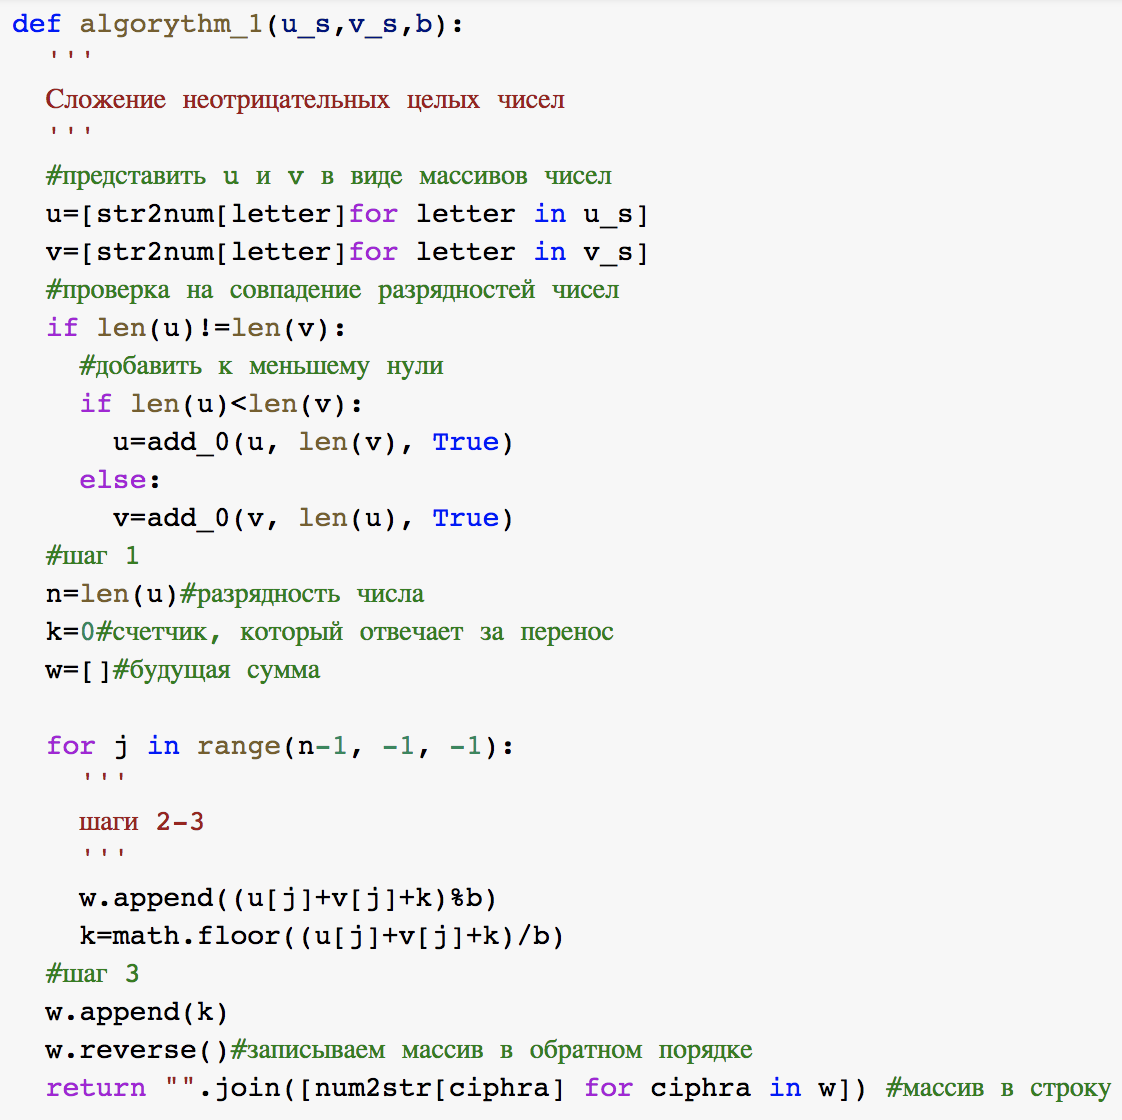 def algorythm_1(u_s,v_s,b):
  '''
  Сложение неотрицательных целых чисел
  '''
  #представить u и v в виде массивов чисел
  u=[str2num[letter]for letter in u_s]
  v=[str2num[letter]for letter in v_s]
  #проверка на совпадение разрядностей чисел
  if len(u)!=len(v):
    #добавить к меньшему нули
    if len(u)<len(v):
      u=add_0(u, len(v), True)
    else:
      v=add_0(v, len(u), True)
  #шаг 1
  n=len(u)#разрядность числа
  k=0#счетчик, который отвечает за перенос
  w=[]#будущая сумма

  for j in range(n-1, -1, -1):
    '''
    шаги 2-3
    '''
    w.append((u[j]+v[j]+k)%b)
    k=math.floor((u[j]+v[j]+k)/b)
  #шаг 3
  w.append(k)
  w.reverse()#записываем массив в обратном порядке
  return "".join([num2str[ciphra] for ciphra in w]) #массив в строку